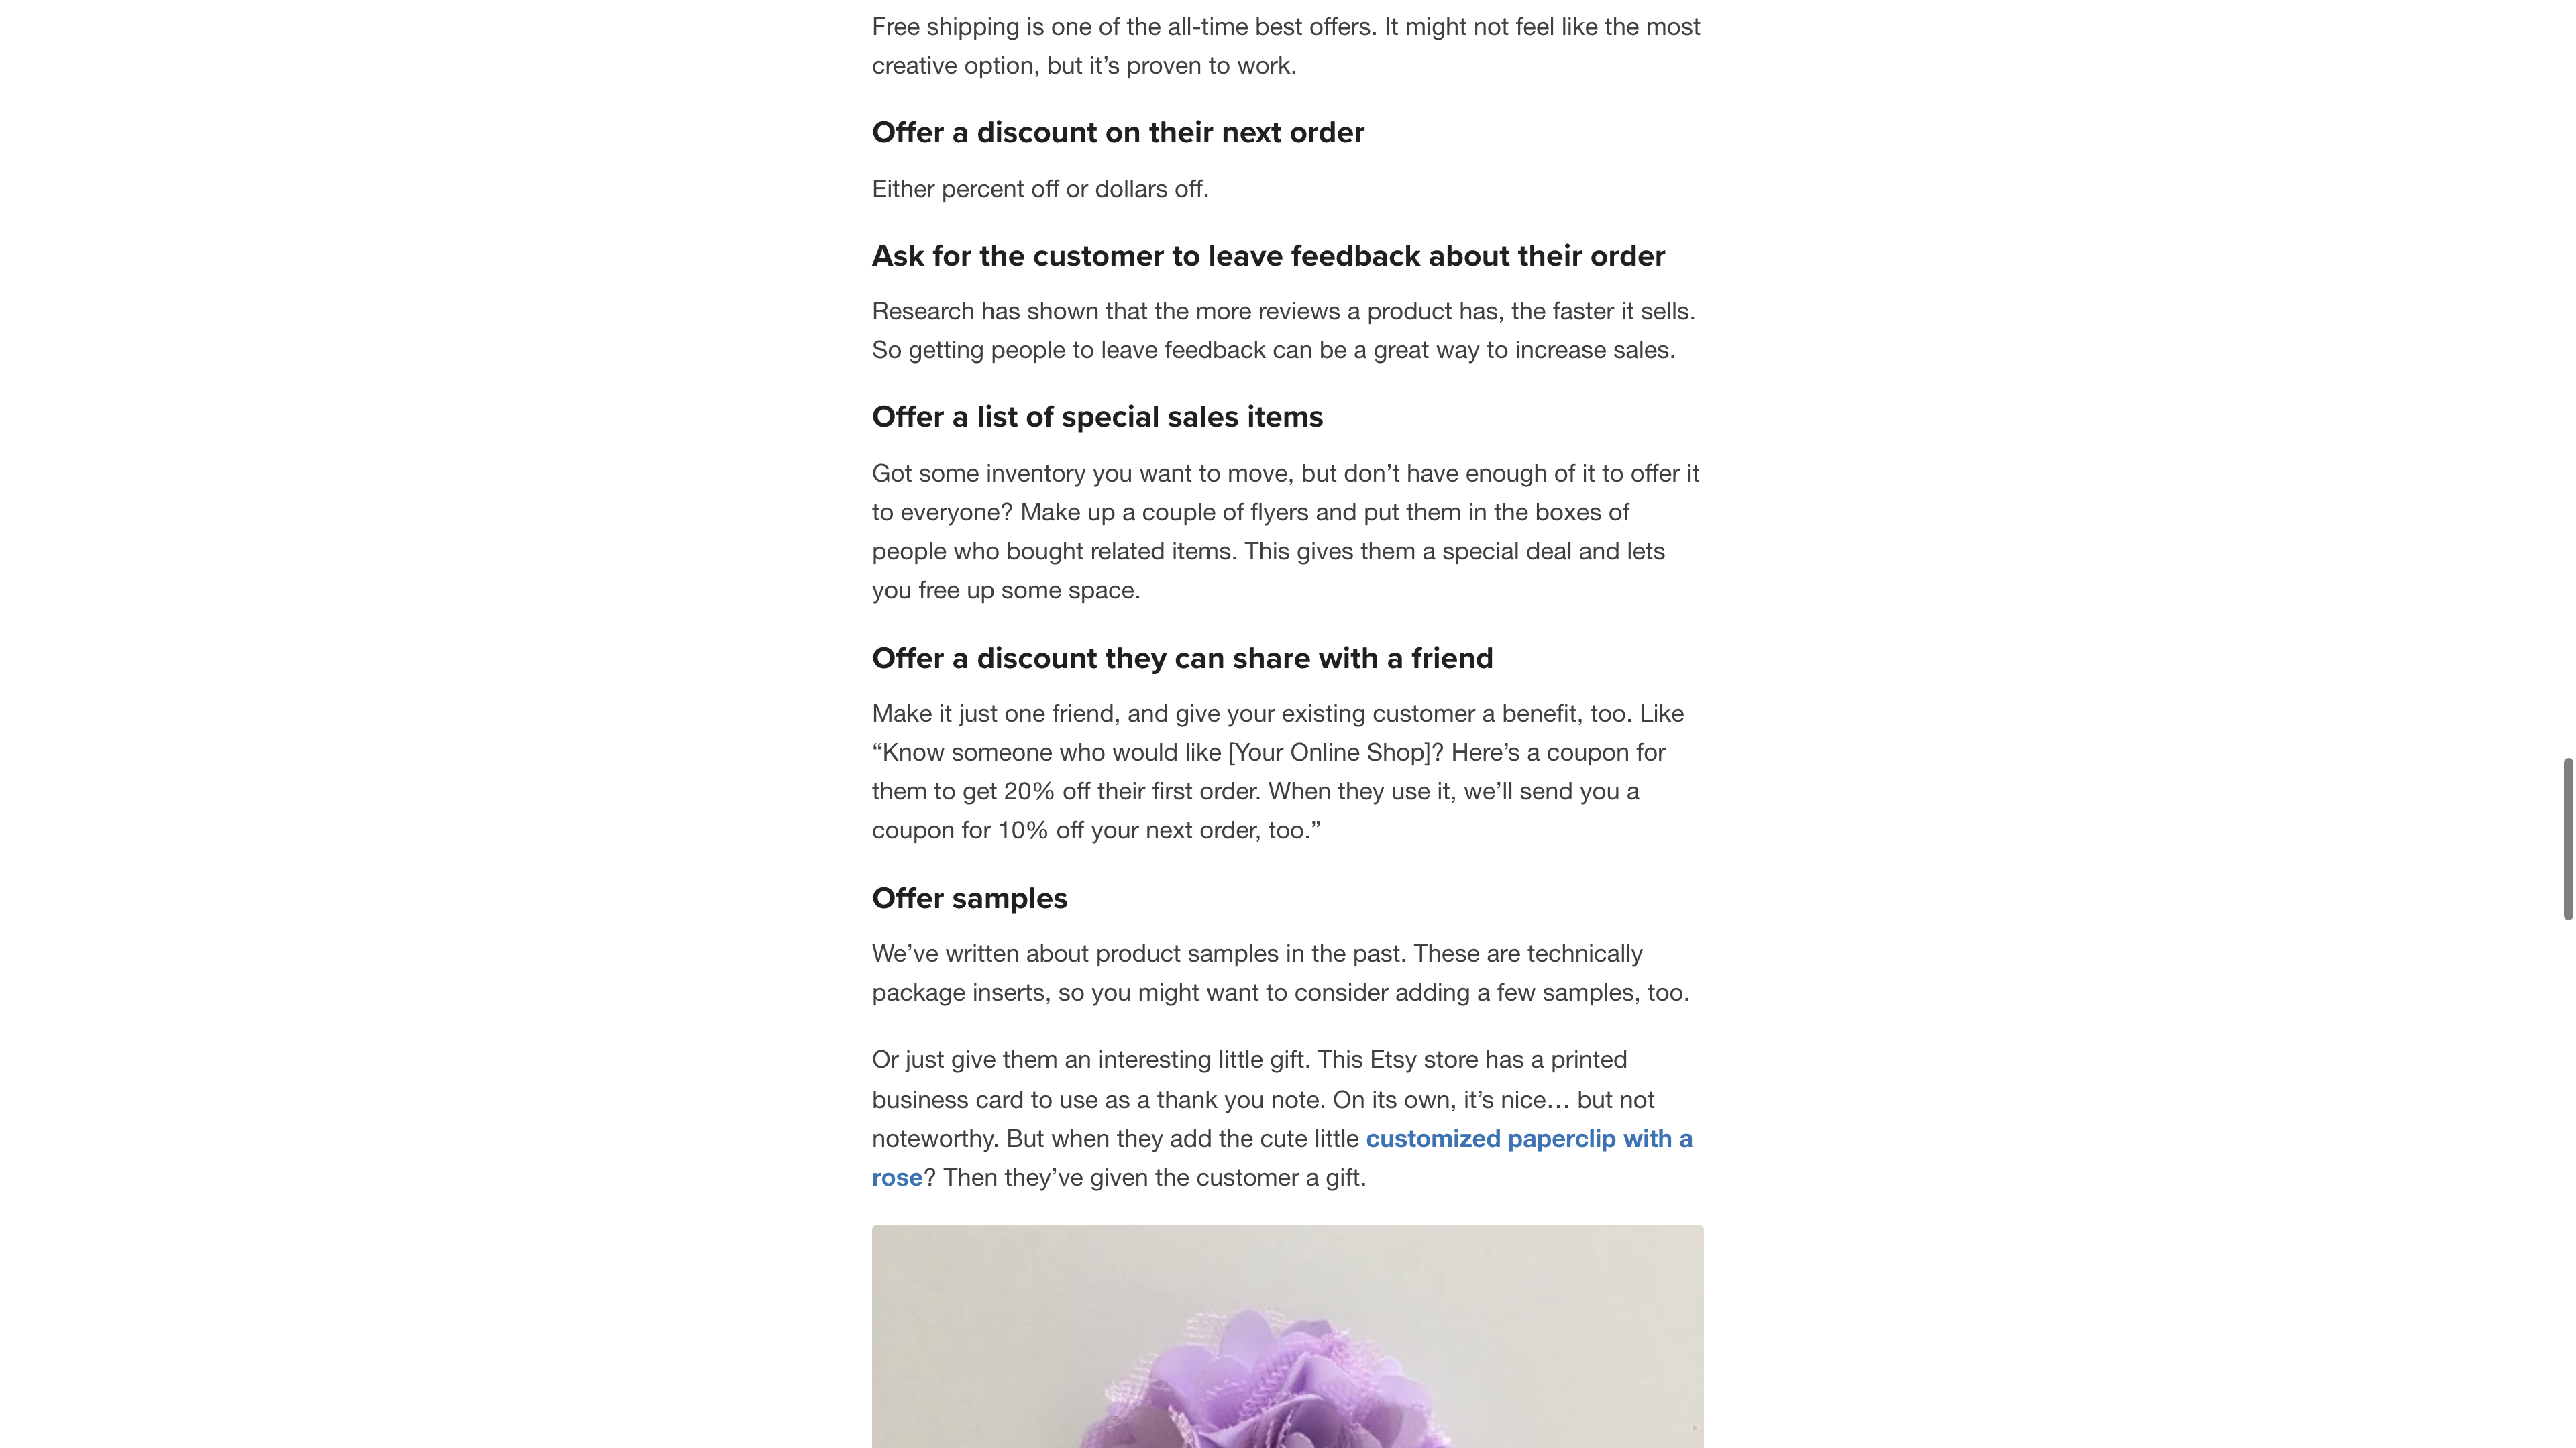 Free shipping is one of the all-time best offers. It might not feel like the most
creative option, but it’s proven to work.
Offer a discount on their next order
Either percent off or dollars off.
Ask for the customer to leave feedback about their order
Research has shown that the more reviews a product has, the faster it sells.
So getting people to leave feedback can be a great way to increase sales.
Offer a list of special sales items
Got some inventory you want to move, but don’t have enough of it to offer it
to everyone? Make up a couple of flyers and put them in the boxes of
people who bought related items. This gives them a special deal and lets
you free up some space.
Offer a discount they can share with a friend
Make it just one friend, and give your existing customer a benefit, too. Like
“Know someone who would like [Your Online Shop]? Here’s a coupon for
them to get 20% off their first order. When they use it, we’ll send you a
coupon for 10% off your next order, too.”
Offer samples
We’ve written about product samples in the past. These are technically
package inserts, so you might want to consider adding a few samples, too.
Or just give them an interesting little gift. This Etsy store has a printed
business card to use as a thank you note. On its own, it’s nice… but not
noteworthy. But when they add the cute little customized paperclip with a
rose? Then they’ve given the customer a gift.